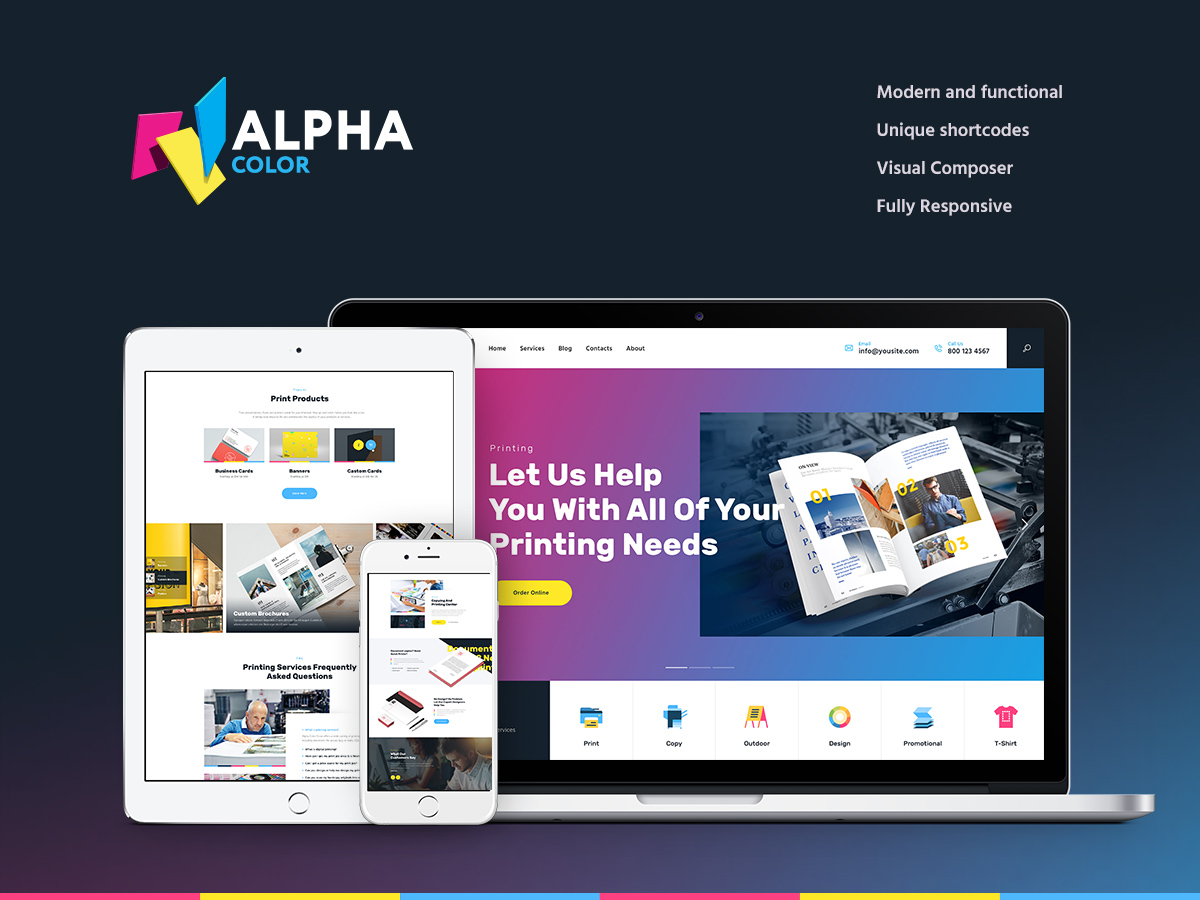 ALPHA
COLOR
Modern and functional
Unique shortcodes
Visual Composer
Fully Responsive
Home Services Blog Contacts About
Email
info@yousite.com
Call Us
800 123 4567
Printing
Let Us Help
You With All Of Your
Printing Needs
Order Online
ON VIEW
01
02
03
ervices
Print
Copy
Outdoor
Design
Promotional
T-Shirt
Print Products
Business Cards
Banners
Custom Cards
Custom Brochures
FAQ
Printing Services Frequently
Asked Questions
Copying And
Printing Center
What Our
Customers Say